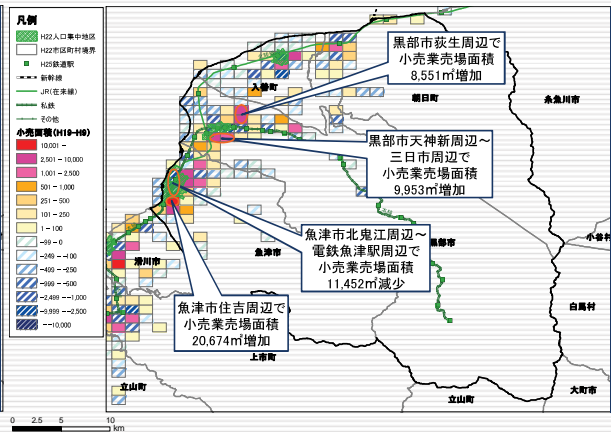 凡例
H22人口集中地区
H22市区町村境界
H25鉄道駅
新幹線
JR(在来線)
私鉄
その他
小売面積(H19-H9)
10,001 -
2,501 - 10,000
1,001 - 2,500
501 - 1,000
251 - 500
101 - 250
1 - 100
-99 - 0
-249 - -100
-499 - -250
-999 - -500
-2,499 - -1,000
-9,999 - -2,500
- -10,000
黒部市荻生周辺で
小売業売場面積
8,551㎡増加
黒部市天神新周辺～
三日市周辺で
小売業売場面積
9,953㎡増加
魚津市北鬼江周辺～
電鉄魚津駅周辺で
小売業売場面積
11,452㎡減少
魚津市住吉周辺で
小売業売場面積
20,674㎡増加
入善町
朝日町
糸魚川市
黒部市
小谷村
魚津市
滑川市
白馬村
上市町
立山町
立山町
大町市
0 2.5 5 10
km